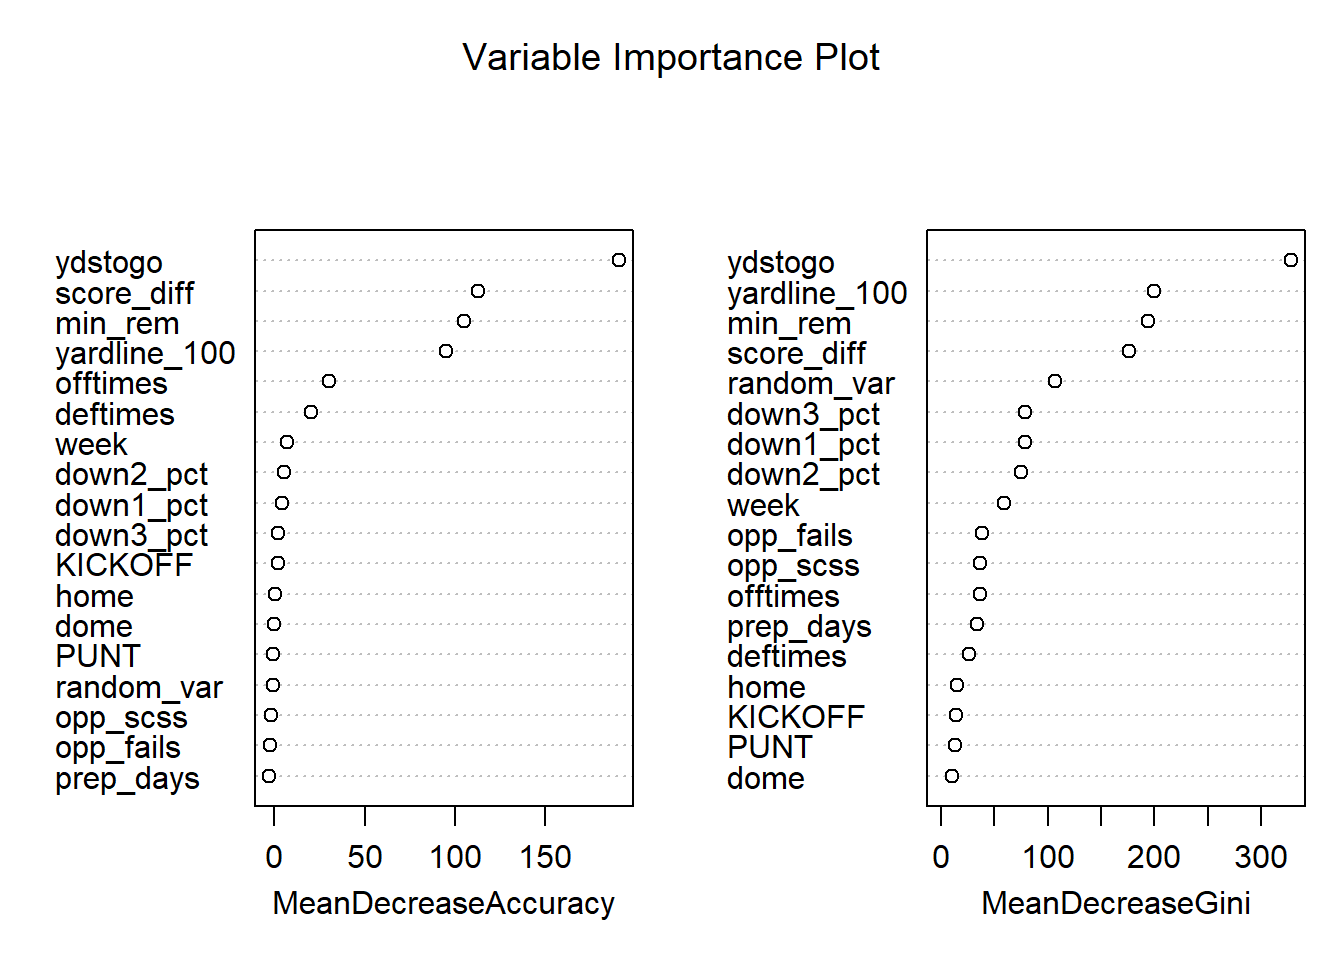 Variable Importance Plot
ydstogo
score_diff
min_rem
yardline_100
offtimes
deftimes
week
down2_pct
down1_pct
down3_pct
KICKOFF
home
dome
PUNT
random_var
opp_scss
opp_fails
prep_days
0 50 100 150
MeanDecreaseAccuracy
ydstogo
yardline_100
min_rem
score_diff
random_var
down3_pct
down1_pct
down2_pct
week
opp_fails
opp_scss
offtimes
prep_days
deftimes
home
KICKOFF
PUNT
dome
0 100 200 300
MeanDecreaseGini